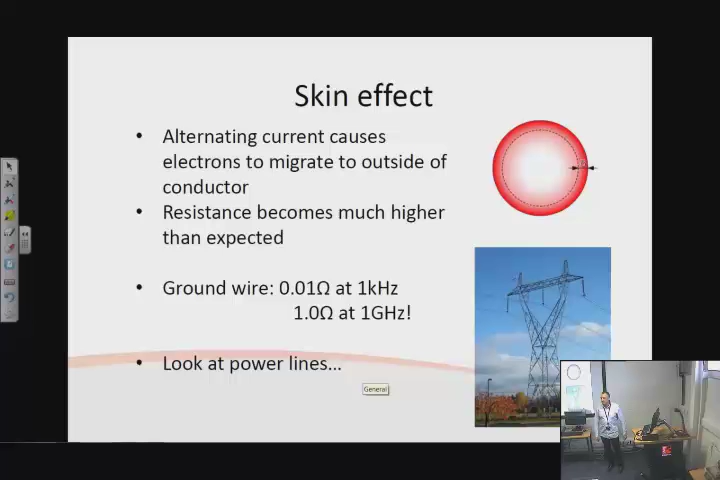 Skin effect
• Alternating current causes
electrons to migrate to outside of
conductor
• Resistance becomes much higher
than expected
• Ground wire: 0.01Ω at 1kHz
1.0Ω at 1GHz!
• Look at power lines...
General